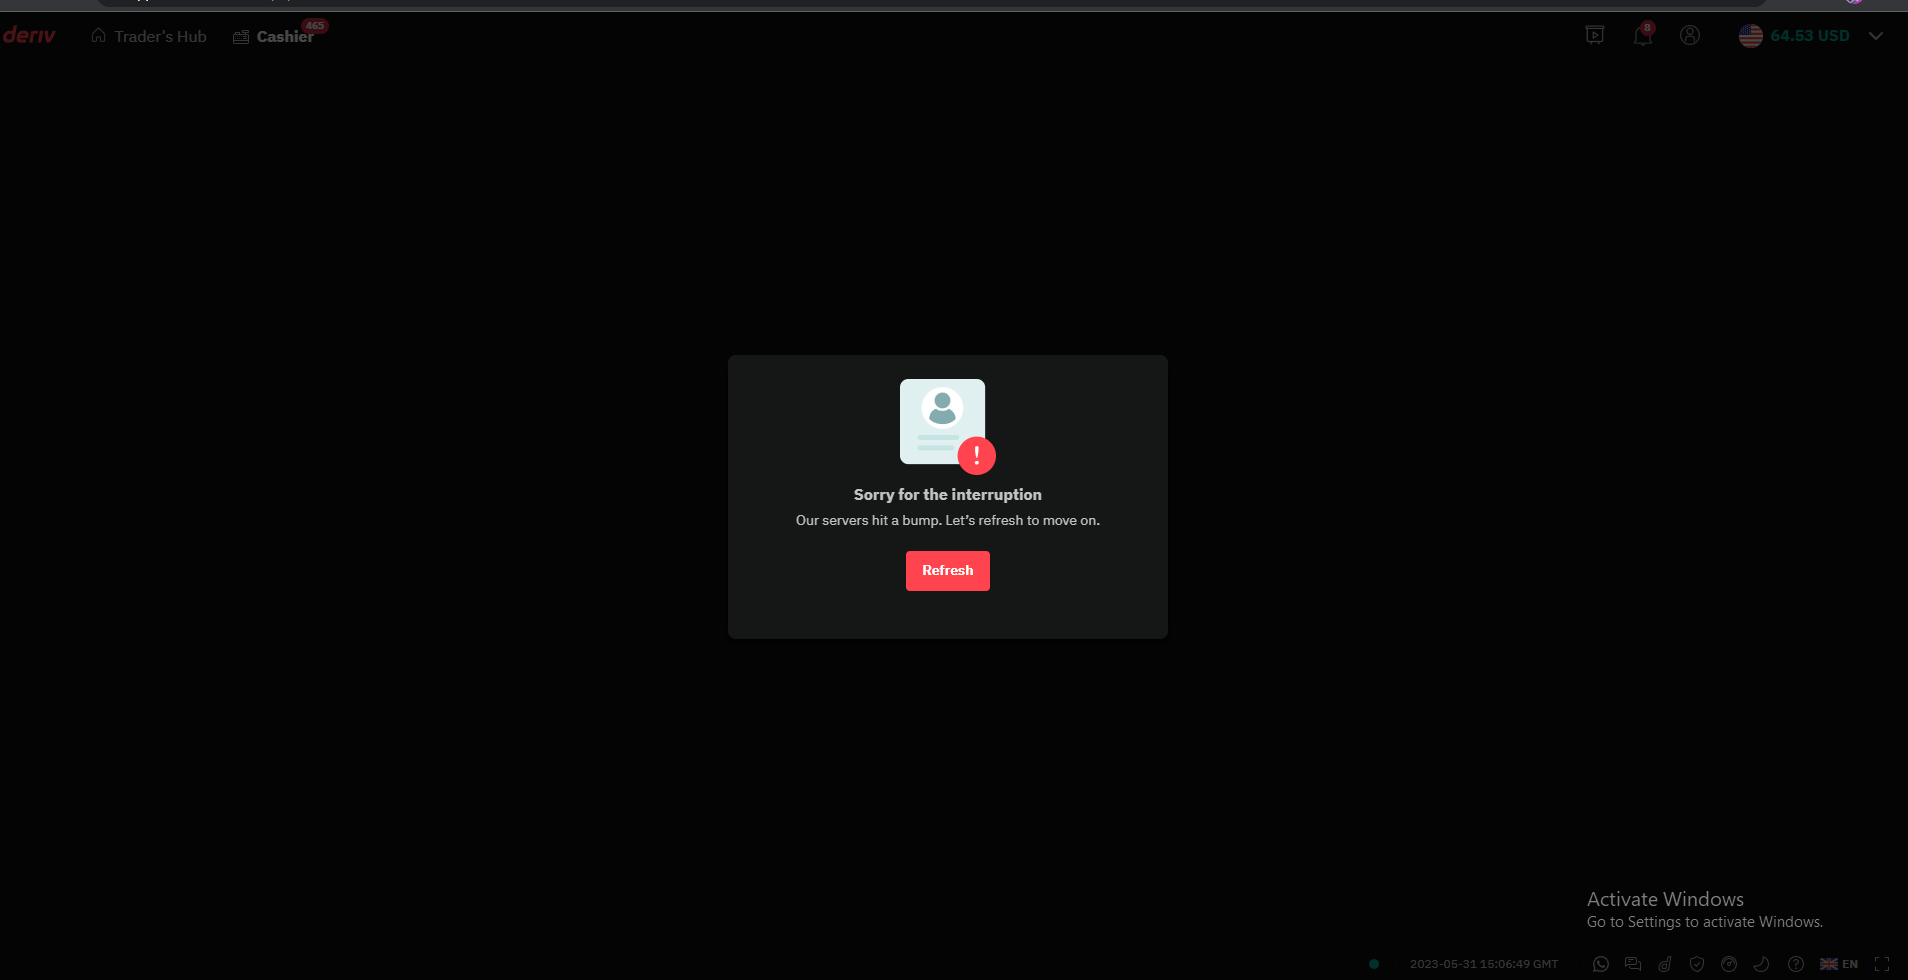 deriv
Trader's Hub
Cashier
465
8
64.53 USD
!
Sorry for the interruption
Our servers hit a bump. Let’s refresh to move on.
Refresh
Activate Windows
Go to Settings to activate Windows.
2023-05-31 15:06:49 GMT
EN